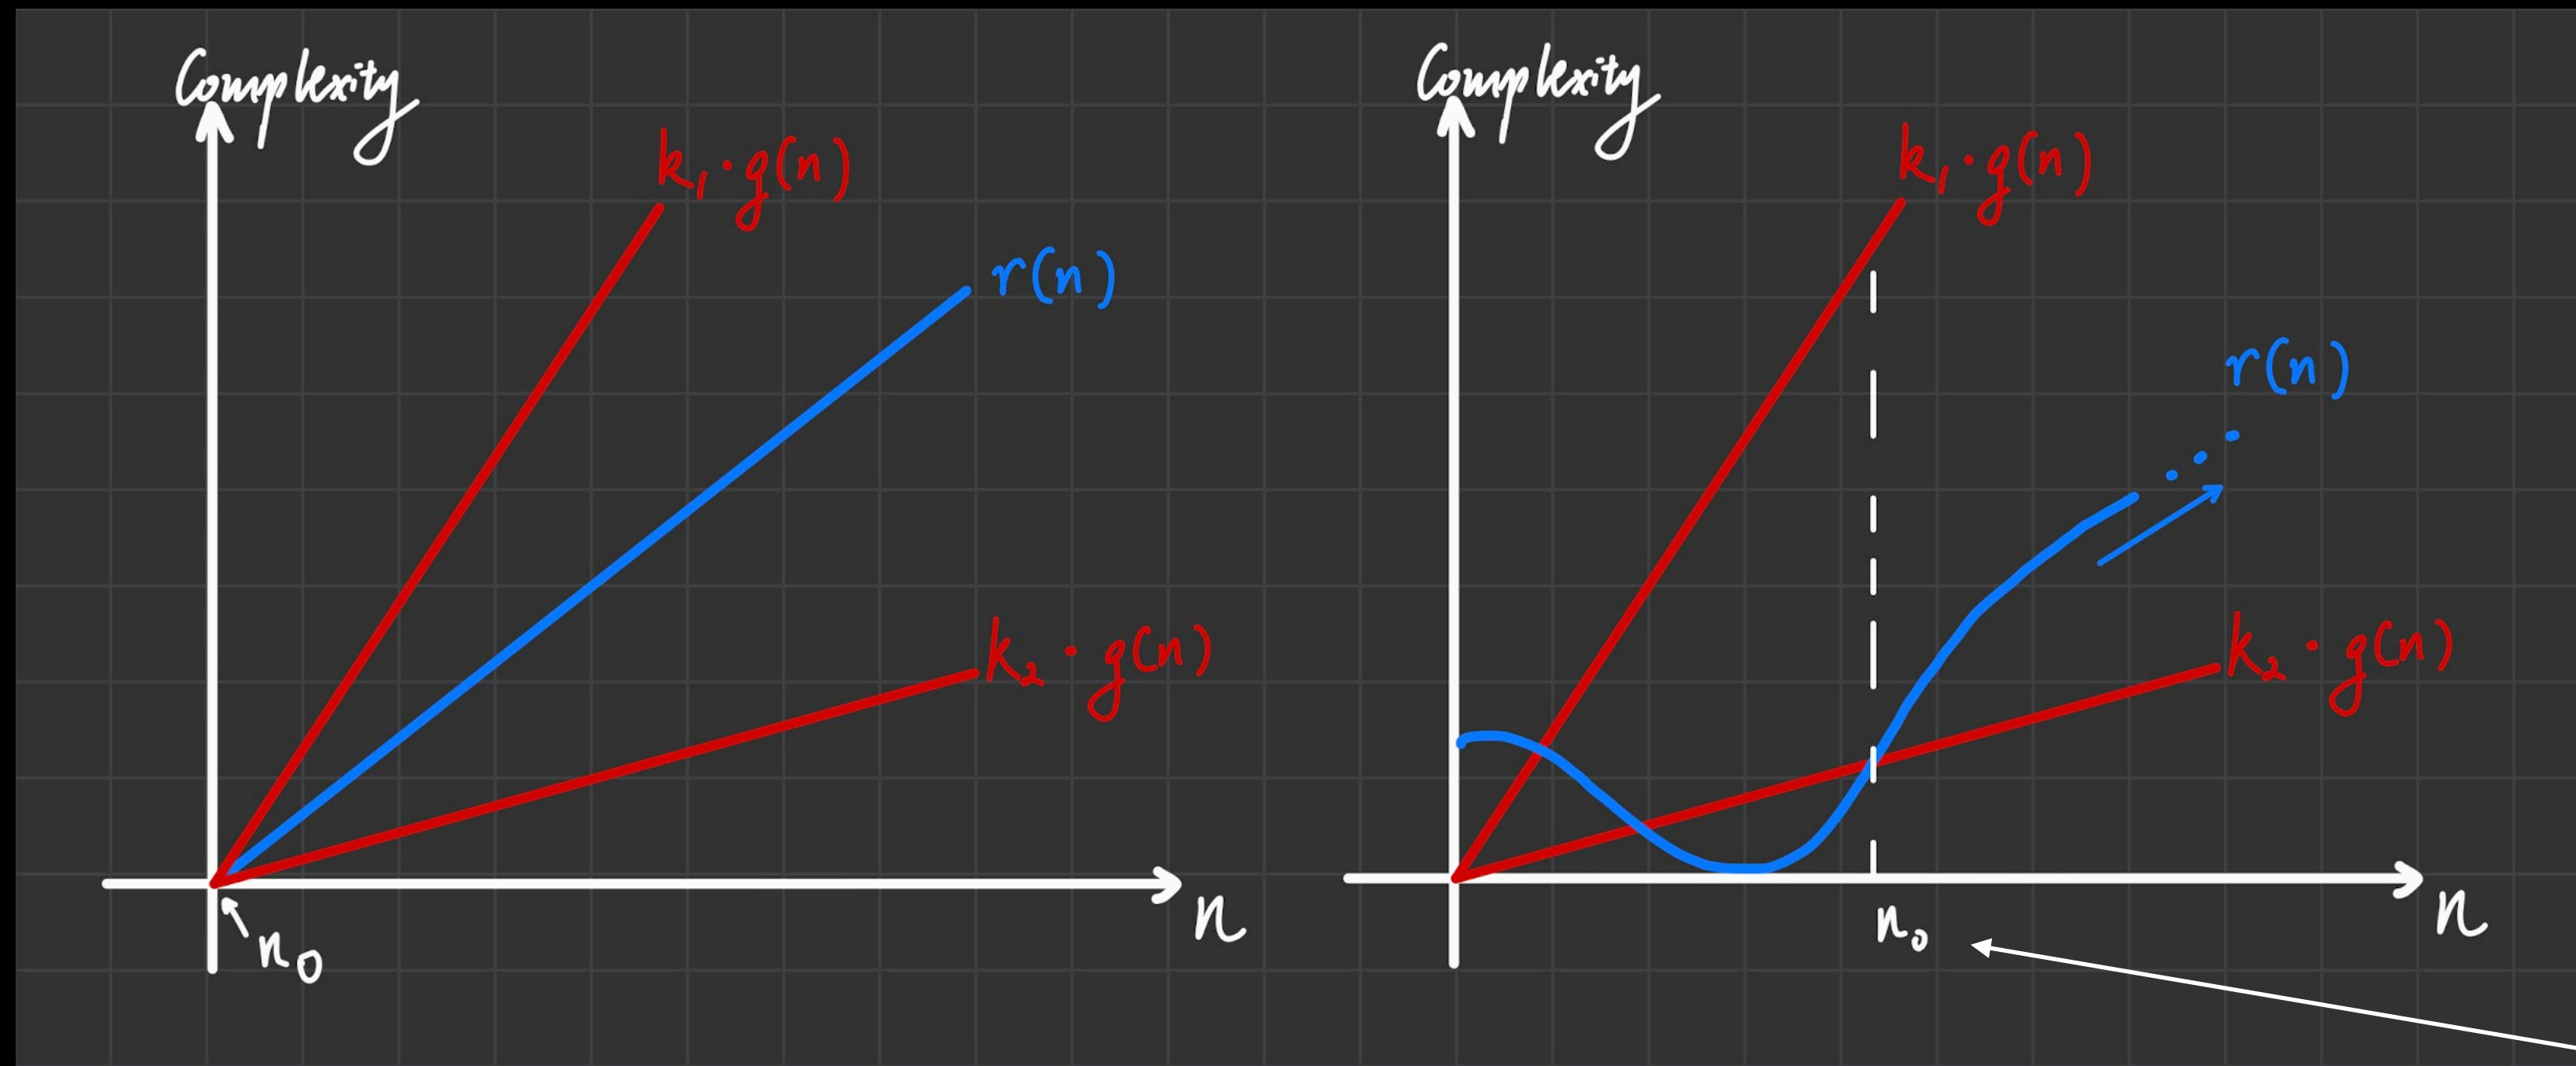 Complexity
k₁·g(n)
r(n)
k₂·g(n)
n
n₀
Complexity
k₁·g(n)
r(n)
k₂·g(n)
n₀
n